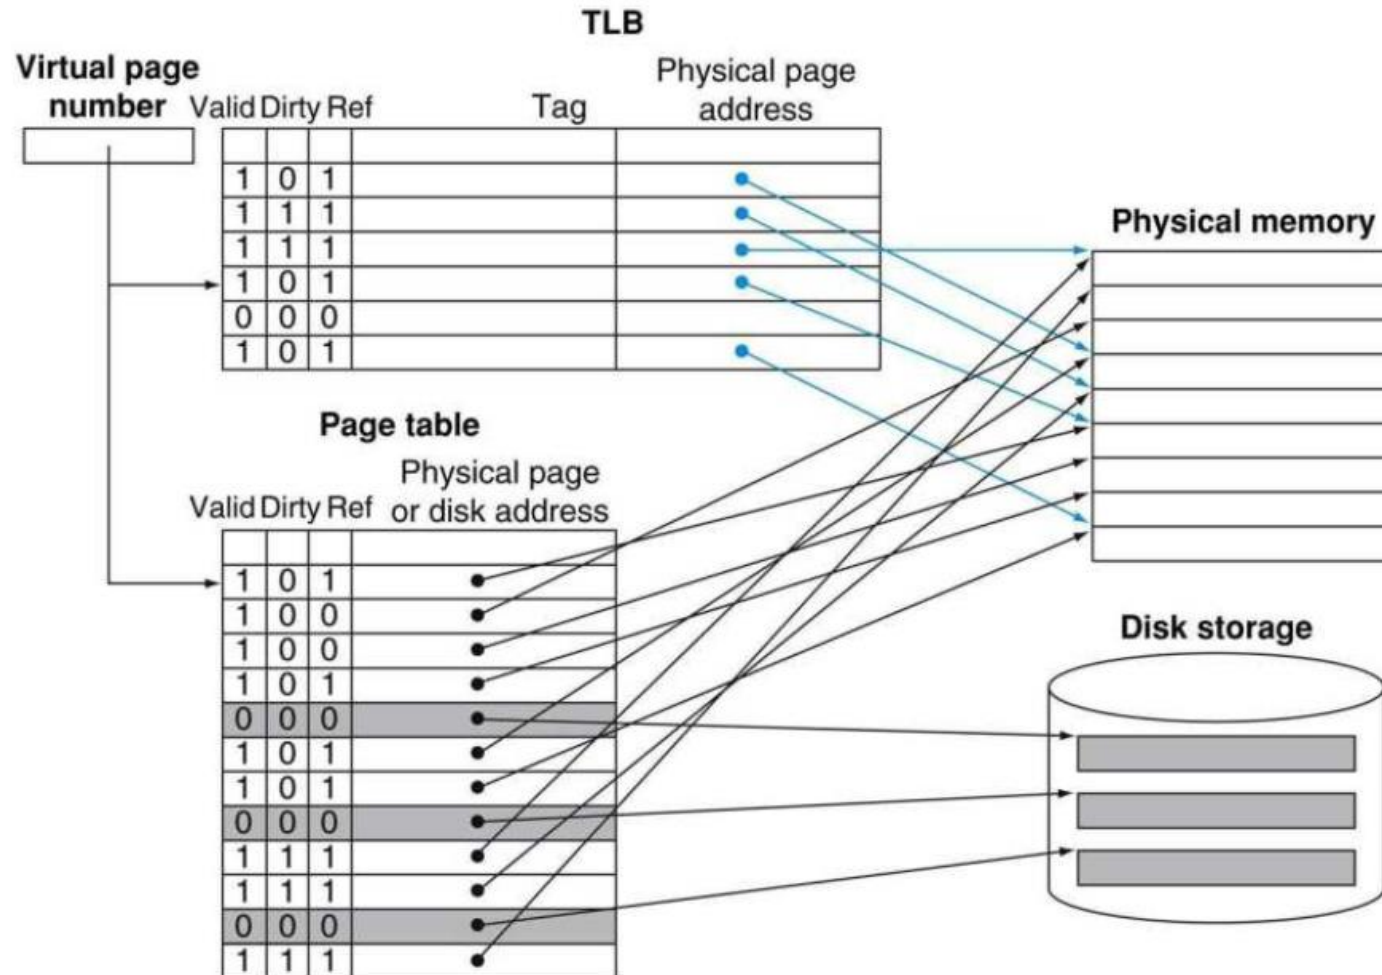 TLB
Virtual page
number
Valid Dirty Ref Tag Physical page
address
1 0 1
1 1 1
1 1 1
1 0 1
0 0 0
1 0 1
Physical memory
Page table
Physical page
Valid Dirty Ref or disk address
1 0 1
1 0 0
1 0 0
1 0 1
0 0 0
1 0 1
1 0 1
0 0 0
1 1 1
1 1 1
0 0 0
1 1 1
Disk storage